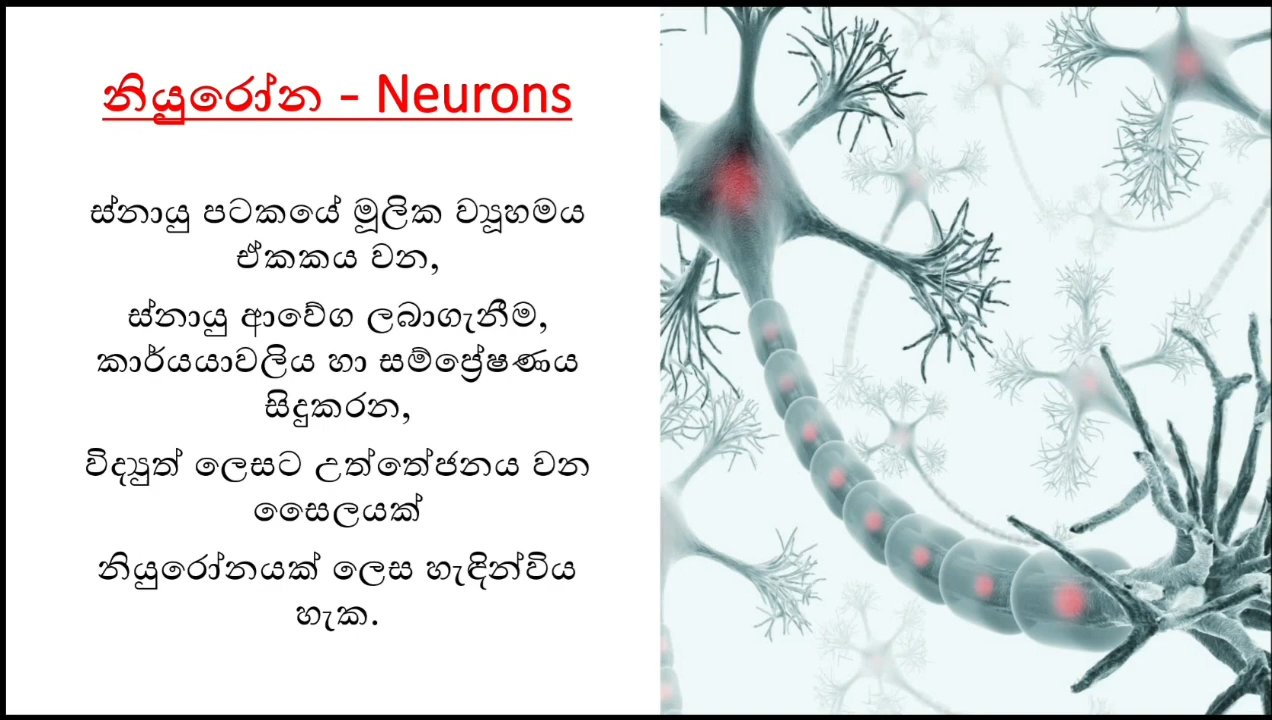 නියුරෝන - Neurons
ස්නායු පටකයේ මූලික ව්‍යූහමය
ඒකකය වන,
ස්නායු ආවේග ලබාගැනීම,
කාර්යයාවලිය හා සම්ප්‍රේෂණය
සිදුකරන,
විද්‍යුත් ලෙසට උත්තේජනය වන
සෛලයක්
නියුරෝනයක් ලෙස හැඳින්විය
හැක.